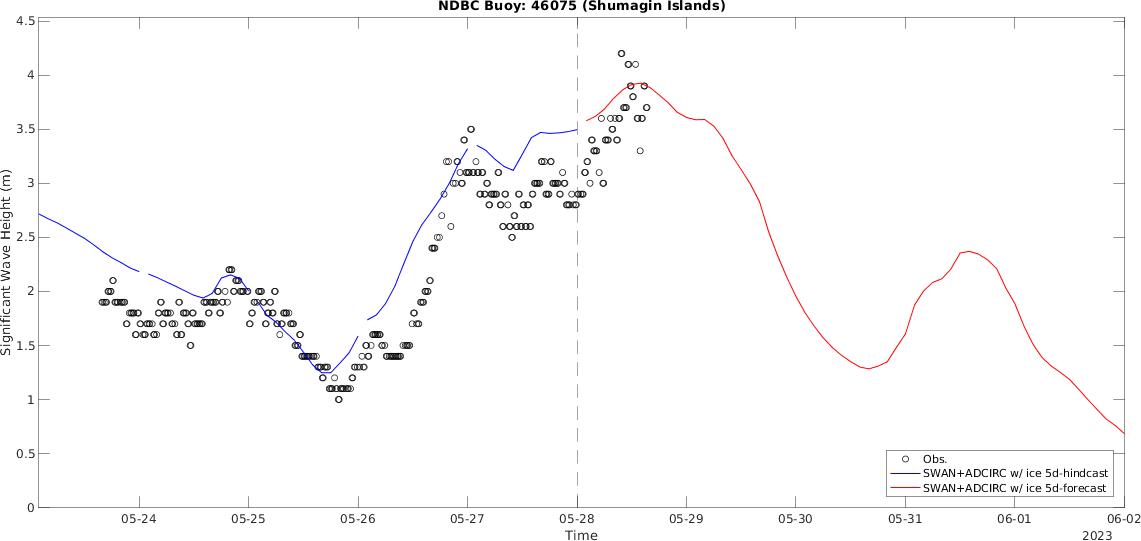 NDBC Buoy: 46075 (Shumagin Islands)
4.5
4
3.5
3
2.5
2
1.5
1
0.5
0
Significant Wave Height (m)
Obs.
SWAN+ADCIRC w/ ice 5d-hindcast
SWAN+ADCIRC w/ ice 5d-forecast
05-24 05-25 05-26 05-27 05-28 05-29 05-30 05-31 06-01 06-02
Time
2023